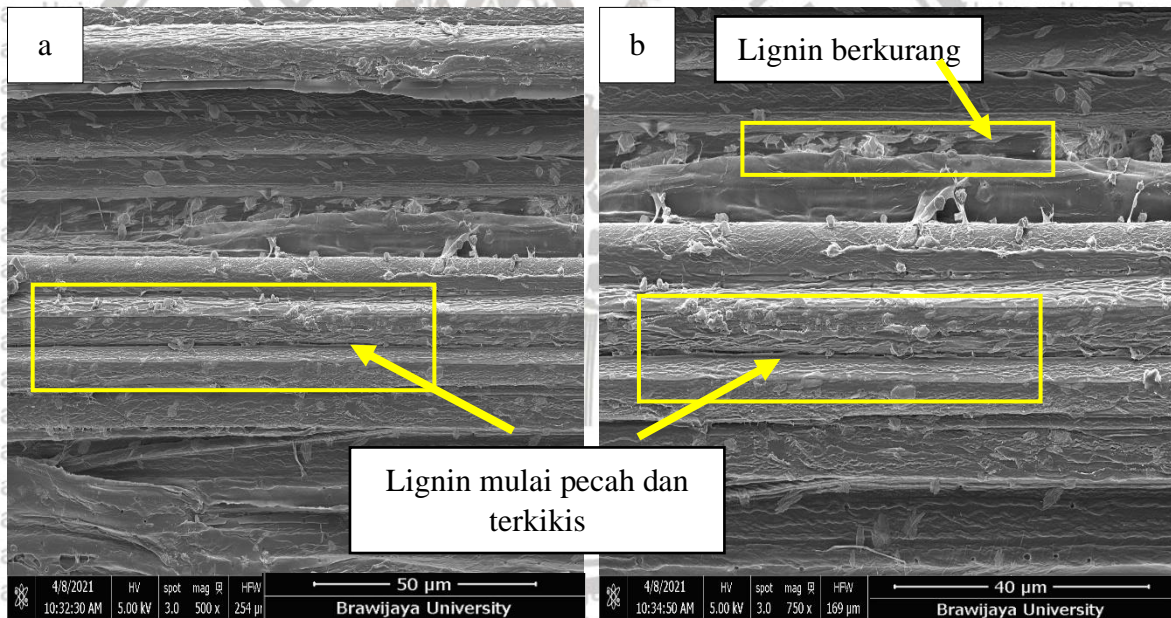 a
b
Lignin berkurang
Lignin mulai pecah dan
terkikis
4/8/2021 HV spot mag HFW 50 µm
10:32:30 AM 5.00 kV 3.0 500 x 254 µm Brawijaya University
4/8/2021 HV spot mag HFW 40 µm
10:34:50 AM 5.00 kV 3.0 750 x 169 µm Brawijaya University